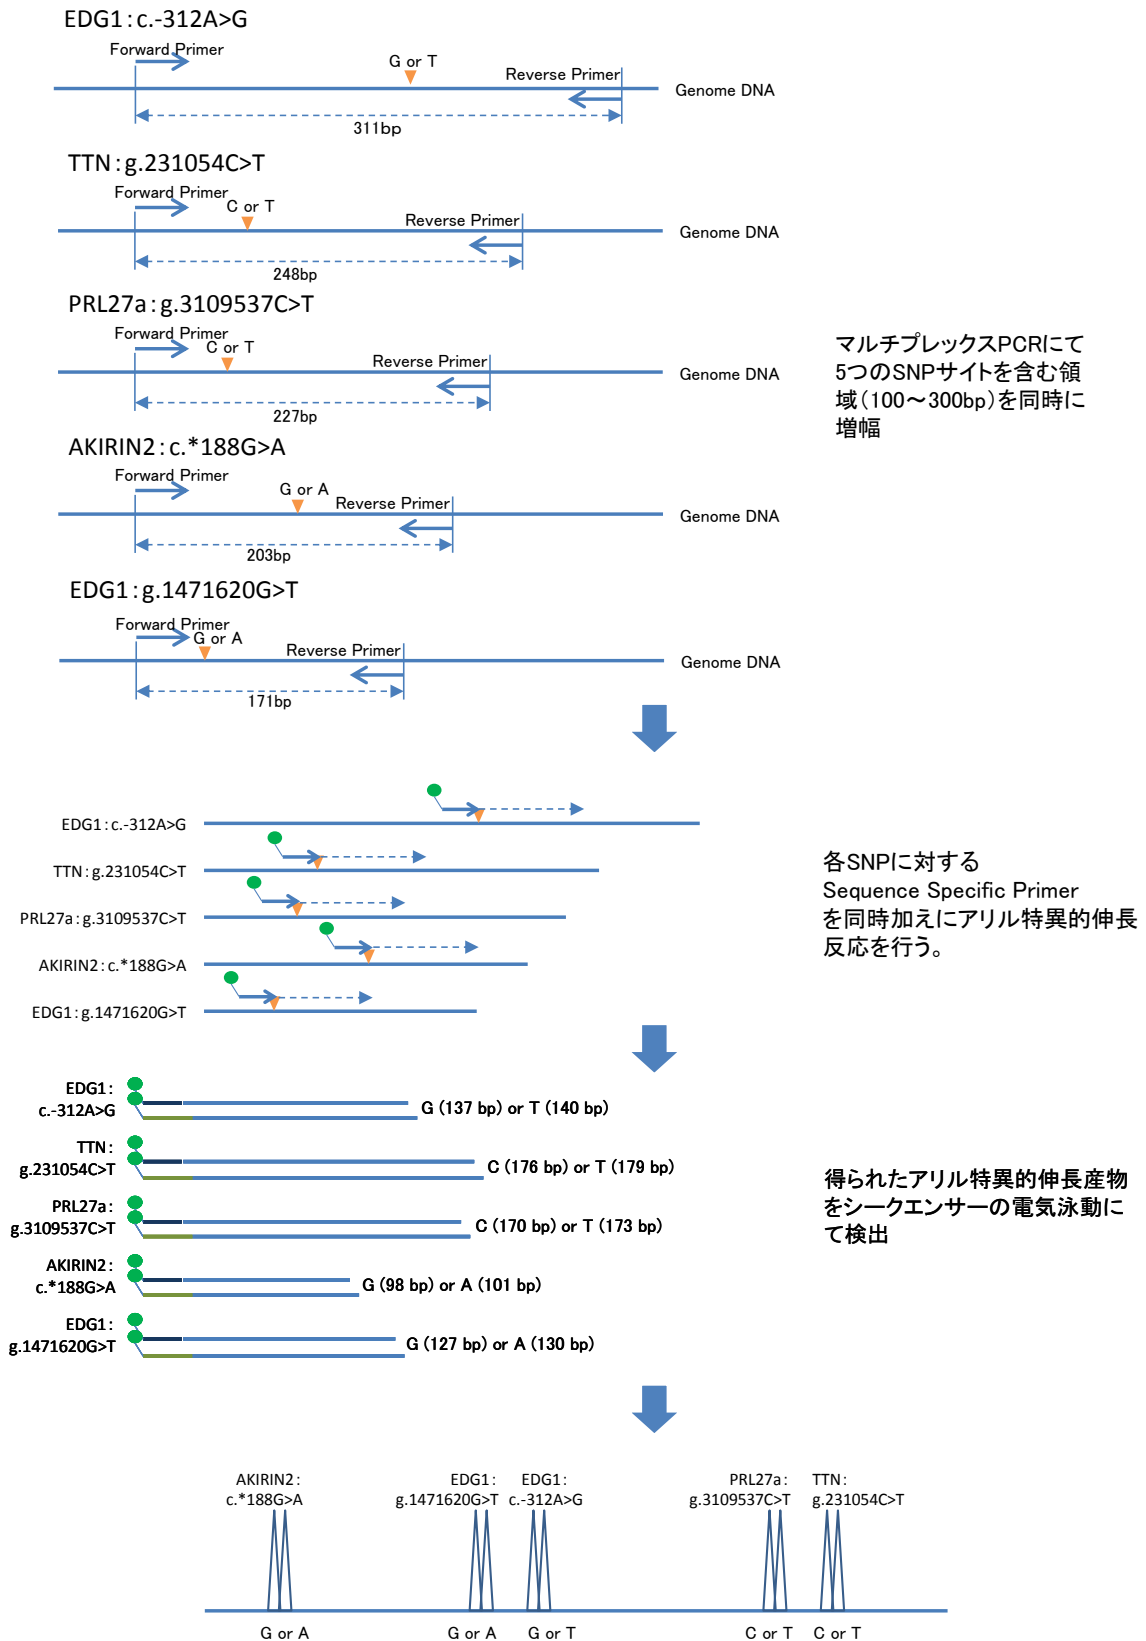 EDG1：c.-312A>G
Forward Primer
G or T
Reverse Primer
Genome DNA
311bp
TTN：g.231054C>T
Forward Primer
C or T
Reverse Primer
Genome DNA
248bp
PRL27a：g.3109537C>T
Forward Primer
C or T
Reverse Primer
Genome DNA
227bp
マルチプレックスPCRにて
5つのSNPサイトを含む領
域（100～300bp）を同時に
増幅
AKIRIN2：c.*188G>A
Forward Primer
G or A
Reverse Primer
Genome DNA
203bp
EDG1：g.1471620G>T
Forward Primer
G or A
Reverse Primer
Genome DNA
171bp
EDG1：c.-312A>G
TTN：g.231054C>T
PRL27a：g.3109537C>T
AKIRIN2：c.*188G>A
EDG1：g.1471620G>T
各SNPに対する
Sequence Specific Primer
を同時加えにアリル特異的伸長
反応を行う。
EDG1：
c.-312A>G
G (137 bp) or T (140 bp)
TTN：
g.231054C>T
C (176 bp) or T (179 bp)
PRL27a：
g.3109537C>T
C (170 bp) or T (173 bp)
AKIRIN2：
c.*188G>A
G (98 bp) or A (101 bp)
EDG1：
g.1471620G>T
G (127 bp) or A (130 bp)
得られたアリル特異的伸長産物
をシークエンサーの電気泳動に
て検出
AKIRIN2：
c.*188G>A
EDG1：
g.1471620G>T
EDG1：
c.-312A>G
PRL27a：
g.3109537C>T
TTN：
g.231054C>T
G or A
G or A
G or T
C or T
C or T